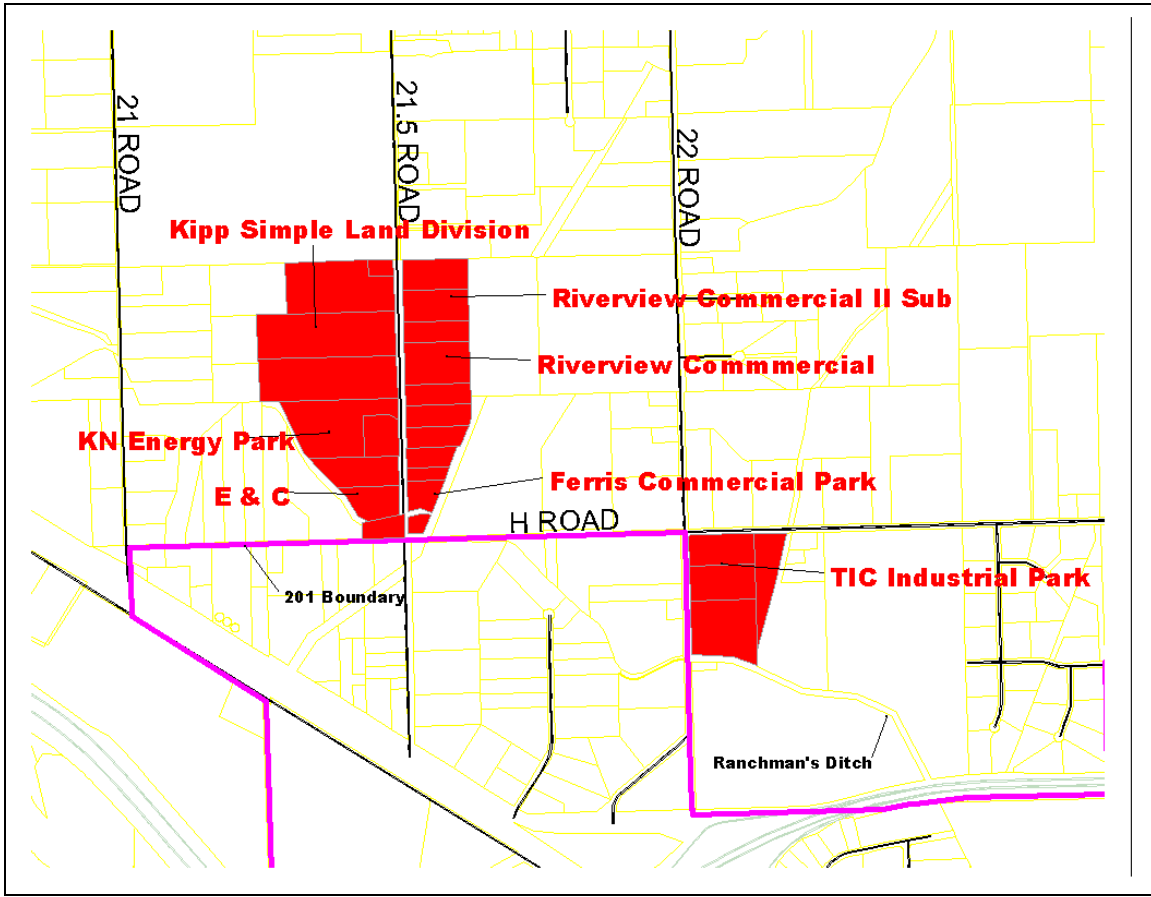 21 ROAD
21.5 ROAD
22 ROAD
Kipp Simple Land Division
Riverview Commercial II Sub
Riverview Commmercial
KN Energy Park
E & C
Ferris Commercial Park
H ROAD
TIC Industrial Park
201 Boundary
Ranchman's Ditch